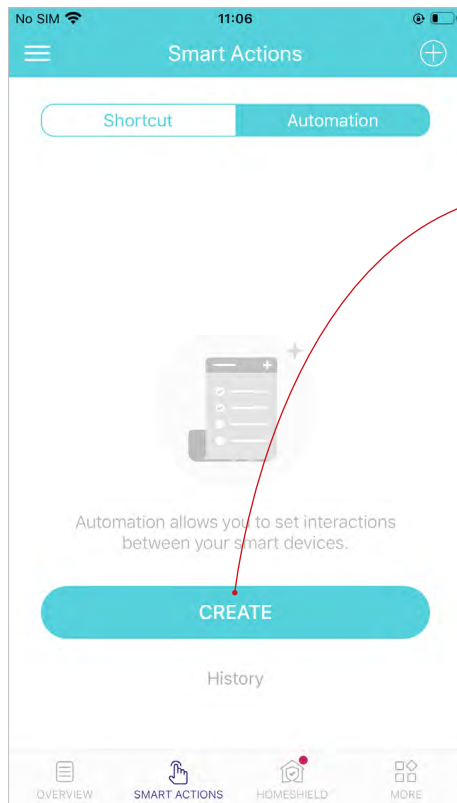 No SIM 11:06
Smart Actions
Shortcut Automation
Automation allows you to set interactions
between your smart devices.
CREATE
History
OVERVIEW SMART ACTIONS HOMESHIELD MORE